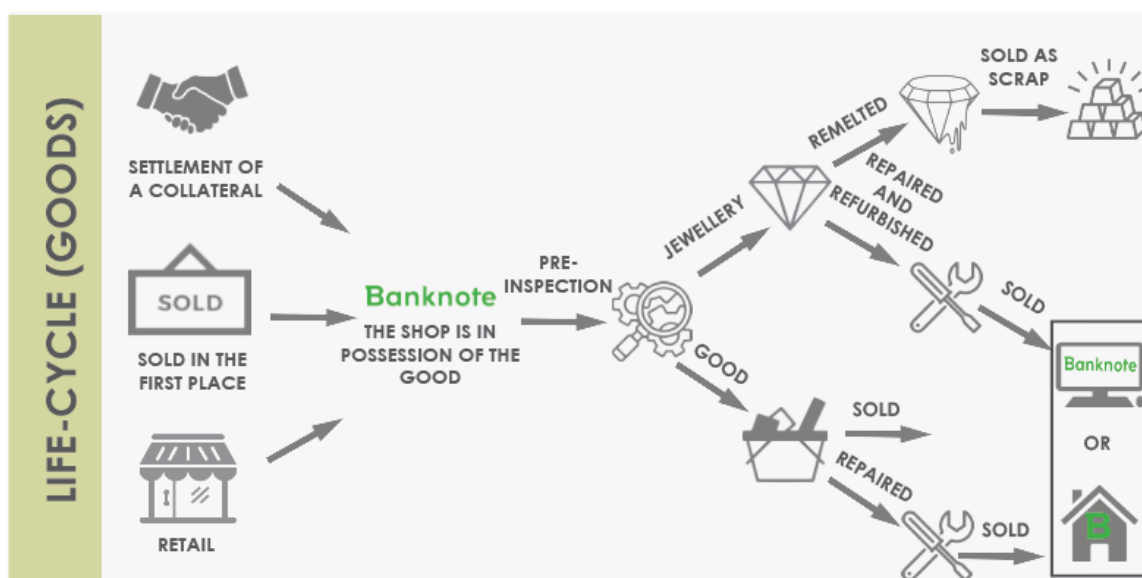 LIFE-CYCLE (GOODS)
SETTLEMENT OF
A COLLATERAL
SOLD
SOLD IN THE
FIRST PLACE
RETAIL
Banknote
THE SHOP IS IN
POSSESSION OF THE
GOOD
PRE-
INSPECTION
JEWELLERY
REMELTED
SOLD AS
SCRAP
REPAIRED
AND
REFURBISHED
SOLD
GOOD
SOLD
REPAIRED
SOLD
Banknote
OR
B